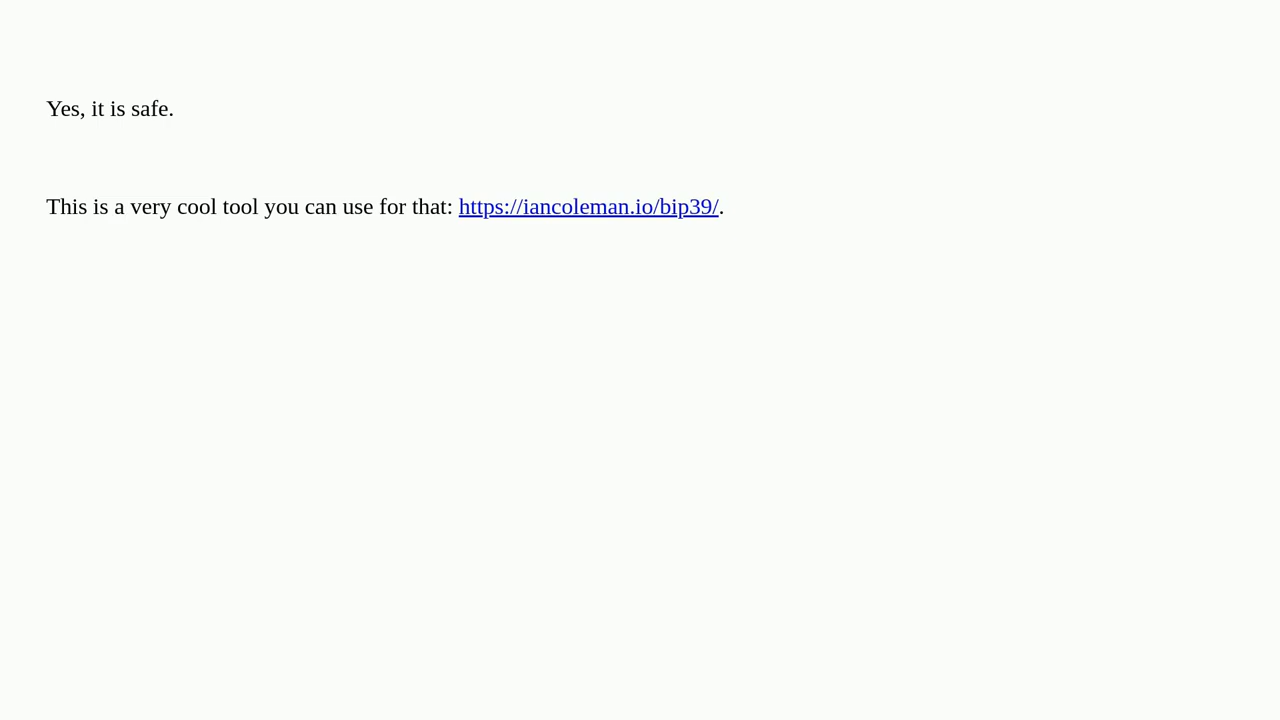 Yes, it is safe.
This is a very cool tool you can use for that: https://iancoleman.io/bip39/.